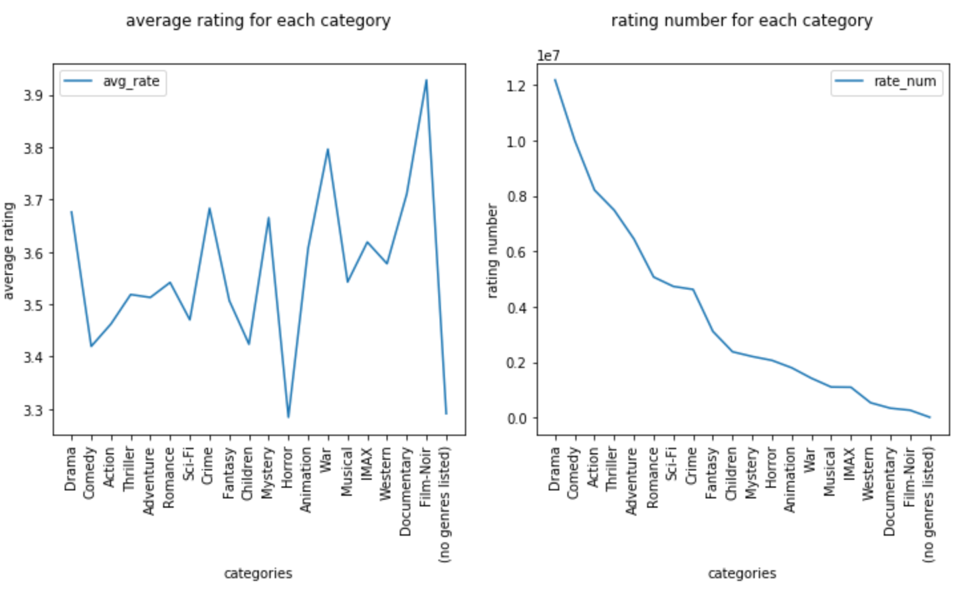 average rating for each category
avg_rate
3.9
3.8
3.7
3.6
3.5
3.4
3.3
average rating
Drama
Comedy
Action
Thriller
Adventure
Romance
Sci-Fi
Crime
Fantasy
Children
Mystery
Horror
Animation
War
Musical
IMAX
Western
Documentary
Film-Noir
(no genres listed)
categories
rating number for each category
1e7
rate_num
1.2
1.0
0.8
0.6
0.4
0.2
0.0
rating number
Drama
Comedy
Action
Thriller
Adventure
Romance
Sci-Fi
Crime
Fantasy
Children
Mystery
Horror
Animation
War
Musical
IMAX
Western
Documentary
Film-Noir
(no genres listed)
categories